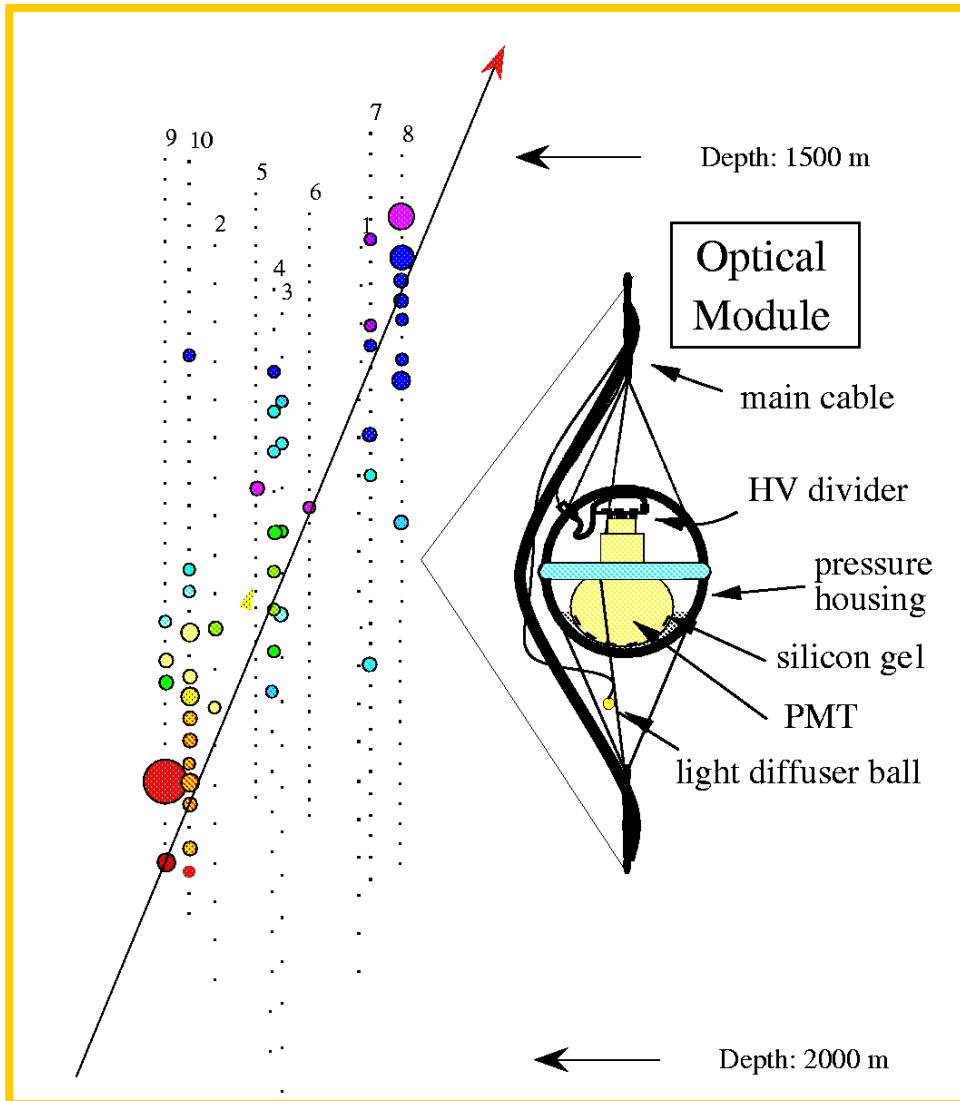 7
8
9
10
5
6
2
1
4
3
Depth: 1500 m
Optical
Module
main cable
HV divider
pressure
housing
silicon gel
PMT
light diffuser ball
Depth: 2000 m